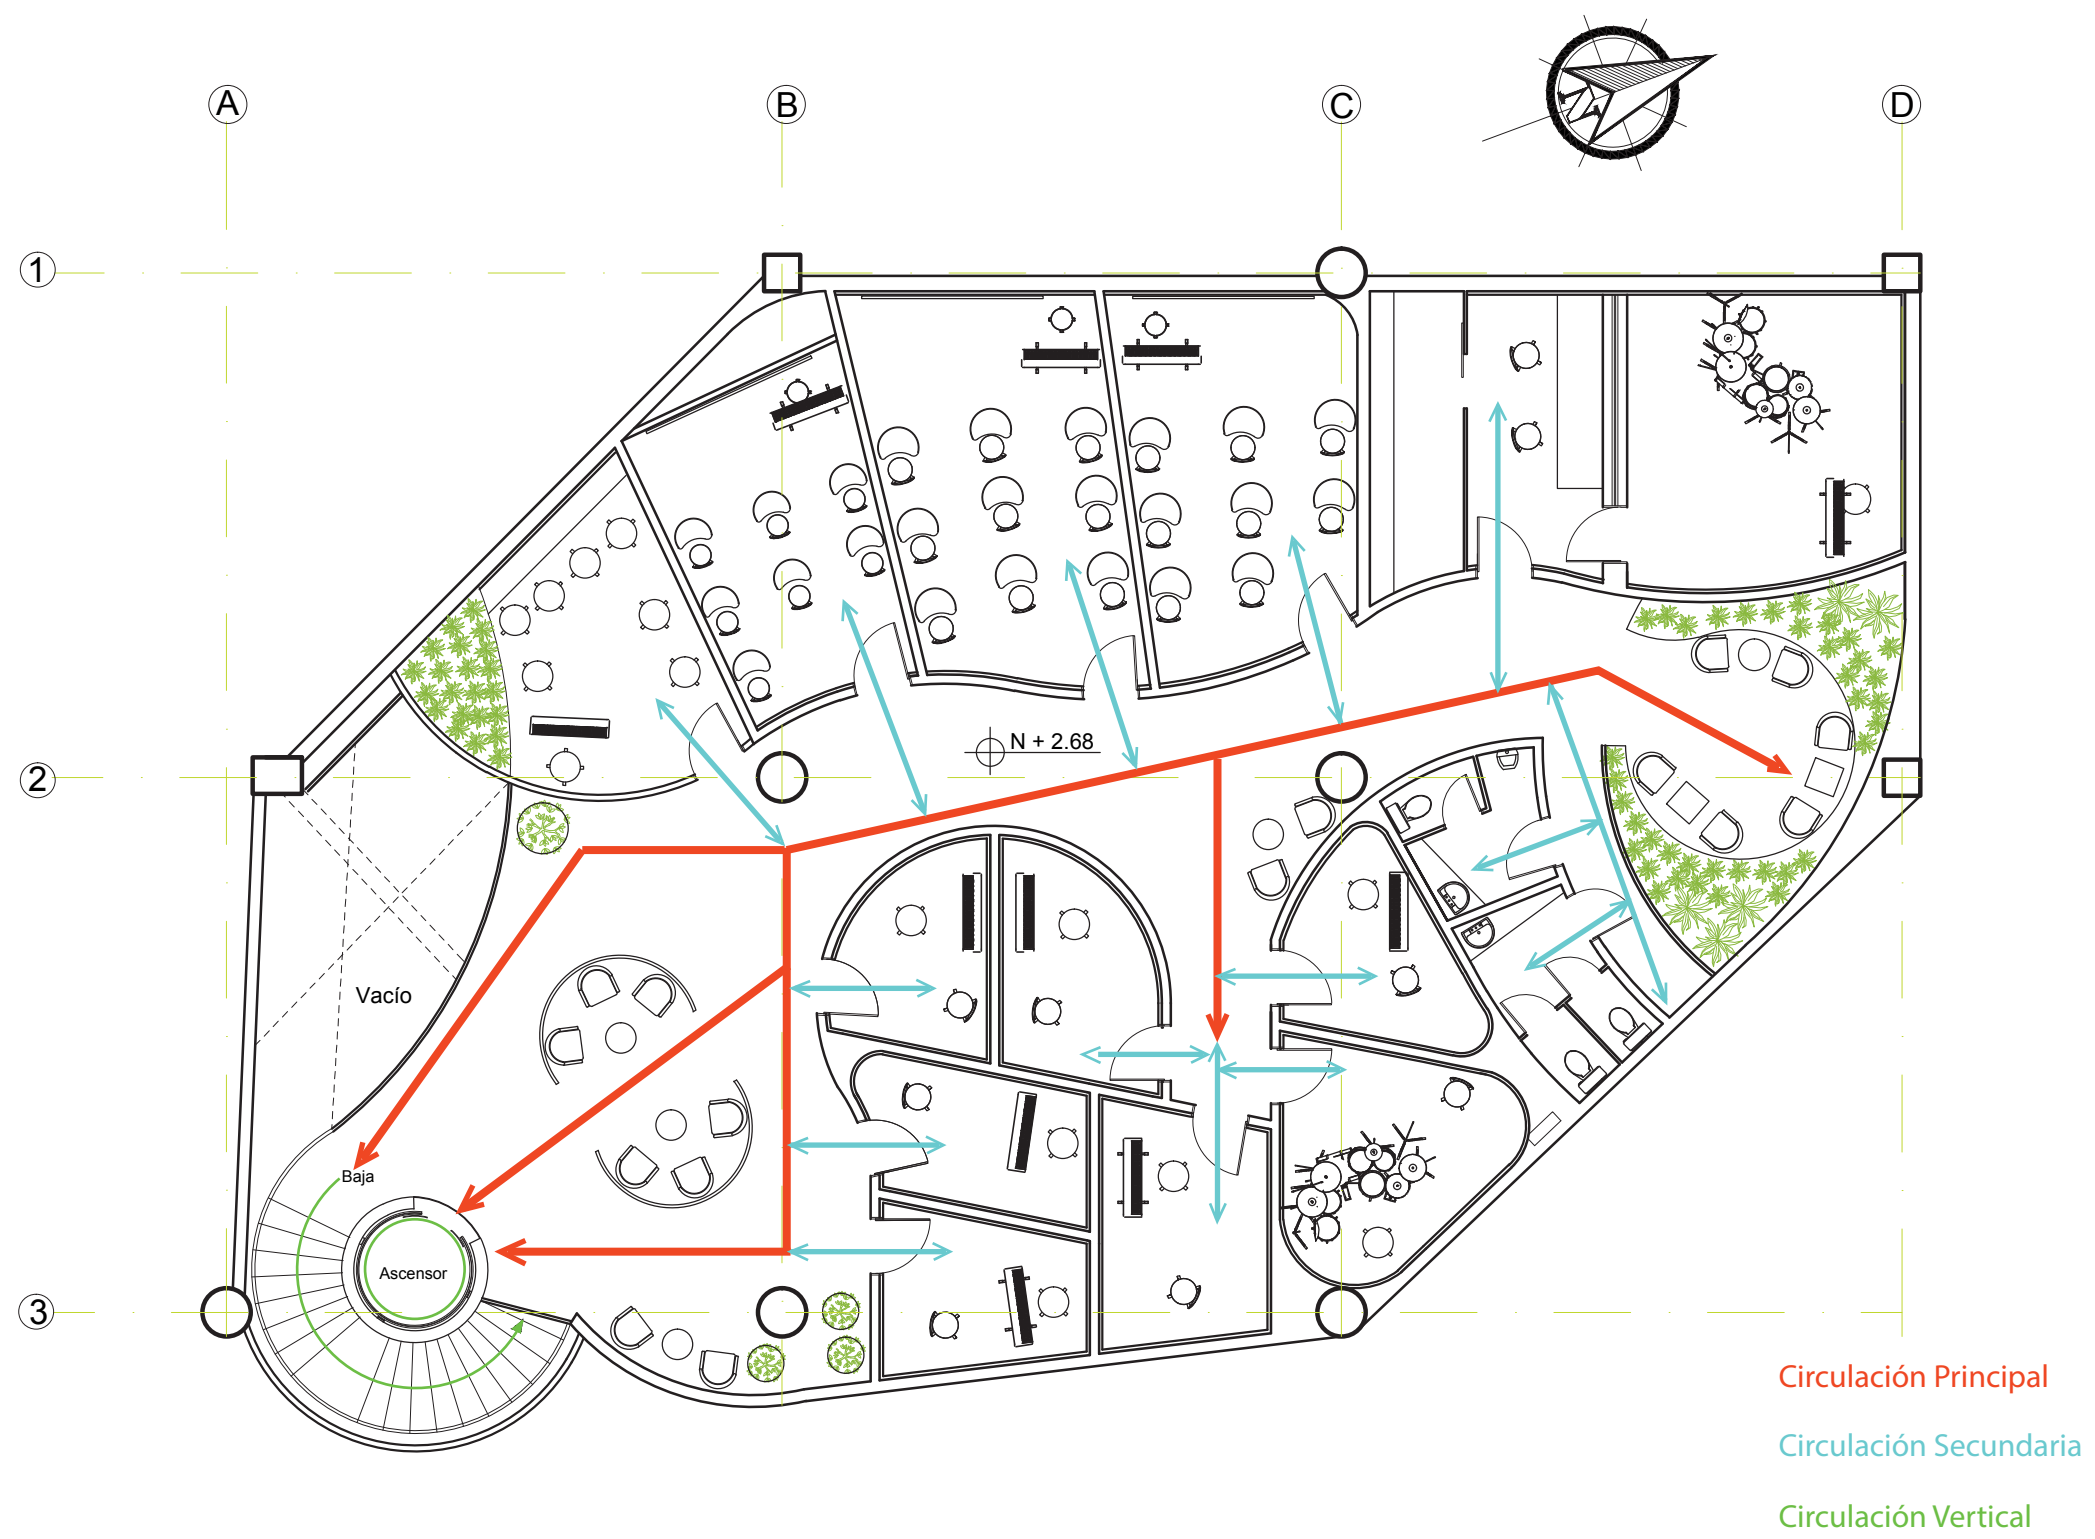 A
B
C
D
1
N + 2.68
2
Vacío
Baja
Ascensor
3
Circulación Principal
Circulación Secundaria
Circulación Vertical